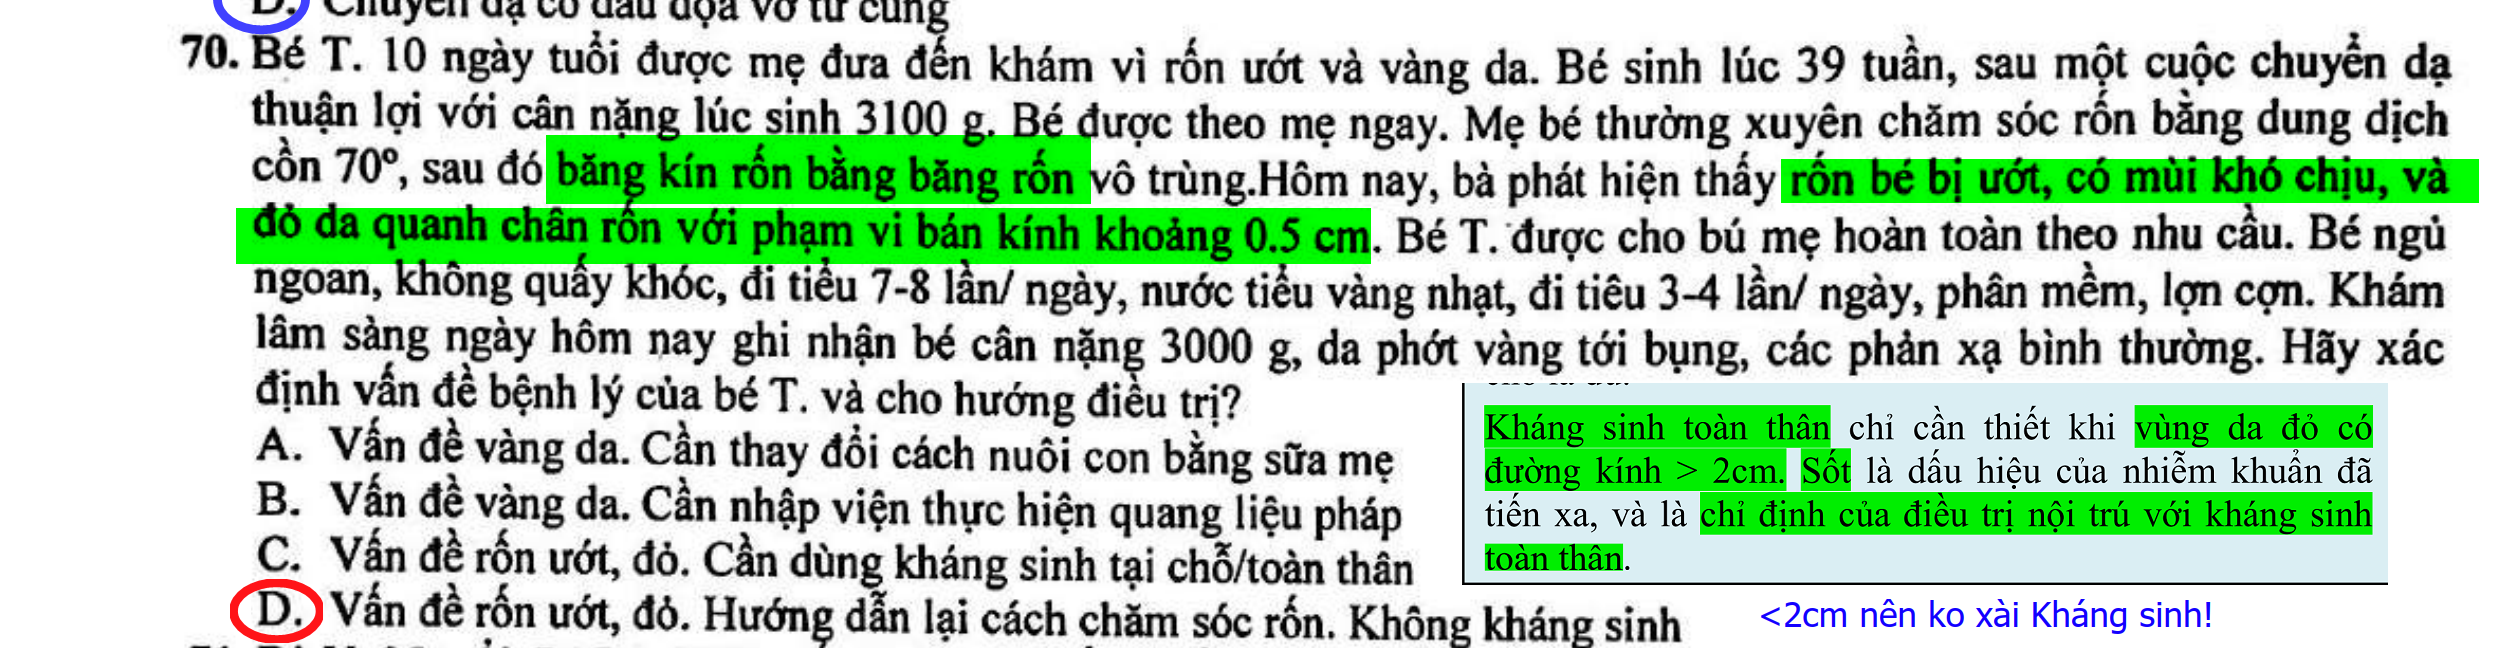 D. Chuyển dạ có dấu dọa vỡ tử cung
70. Bé T. 10 ngày tuổi được mẹ đưa đến khám vì rốn ướt và vàng da. Bé sinh lúc 39 tuần, sau một cuộc chuyển dạ
thuận lợi với cân nặng lúc sinh 3100 g. Bé được theo mẹ ngay. Mẹ bé thường xuyên chăm sóc rốn bằng dung dịch
cồn 70º, sau đó băng kín rốn bằng băng rốn vô trùng.Hôm nay, bà phát hiện thấy rốn bé bị ướt, có mùi khó chịu, và
đỏ da quanh chân rốn với phạm vi bán kính khoảng 0.5 cm. Bé T. được cho bú mẹ hoàn toàn theo nhu cầu. Bé ngủ
ngoan, không quấy khóc, đi tiểu 7-8 lần/ ngày, nước tiểu vàng nhạt, đi tiêu 3-4 lần/ ngày, phân mềm, lợn cợn. Khám
lâm sàng ngày hôm nay ghi nhận bé cân nặng 3000 g, da phớt vàng tới bụng, các phản xạ bình thường. Hãy xác
định vấn đề bệnh lý của bé T. và cho hướng điều trị?
A. Vấn đề vàng da. Cần thay đổi cách nuôi con bằng sữa mẹ
B. Vấn đề vàng da. Cần nhập viện thực hiện quang liệu pháp
C. Vấn đề rốn ướt, đỏ. Cần dùng kháng sinh tại chỗ/toàn thân
D. Vấn đề rốn ướt, đỏ. Hướng dẫn lại cách chăm sóc rốn. Không kháng sinh
Kháng sinh toàn thân chỉ cần thiết khi vùng da đỏ có
đường kính > 2cm. Sốt là dấu hiệu của nhiễm khuẩn đã
tiến xa, và là chỉ định của điều trị nội trú với kháng sinh
toàn thân.
<2cm nên ko xài Kháng sinh!